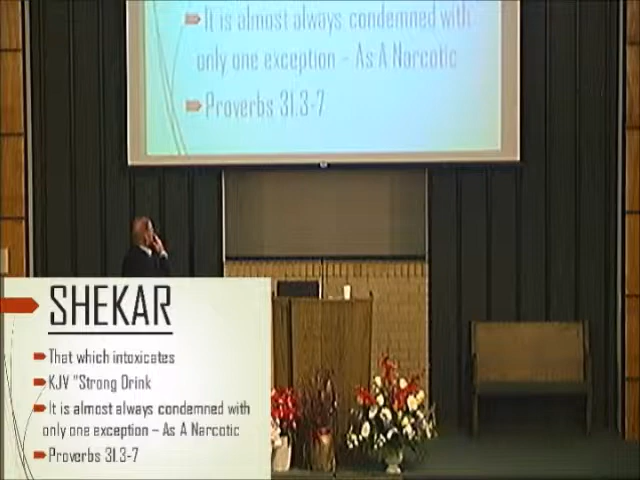 It is almost always condemned with
only one exception – As A Narcotic
Proverbs 31.3-7
SHEKAR
That which intoxicates
KJV "Strong Drink
It is almost always condemned with
only one exception – As A Narcotic
Proverbs 31.3-7